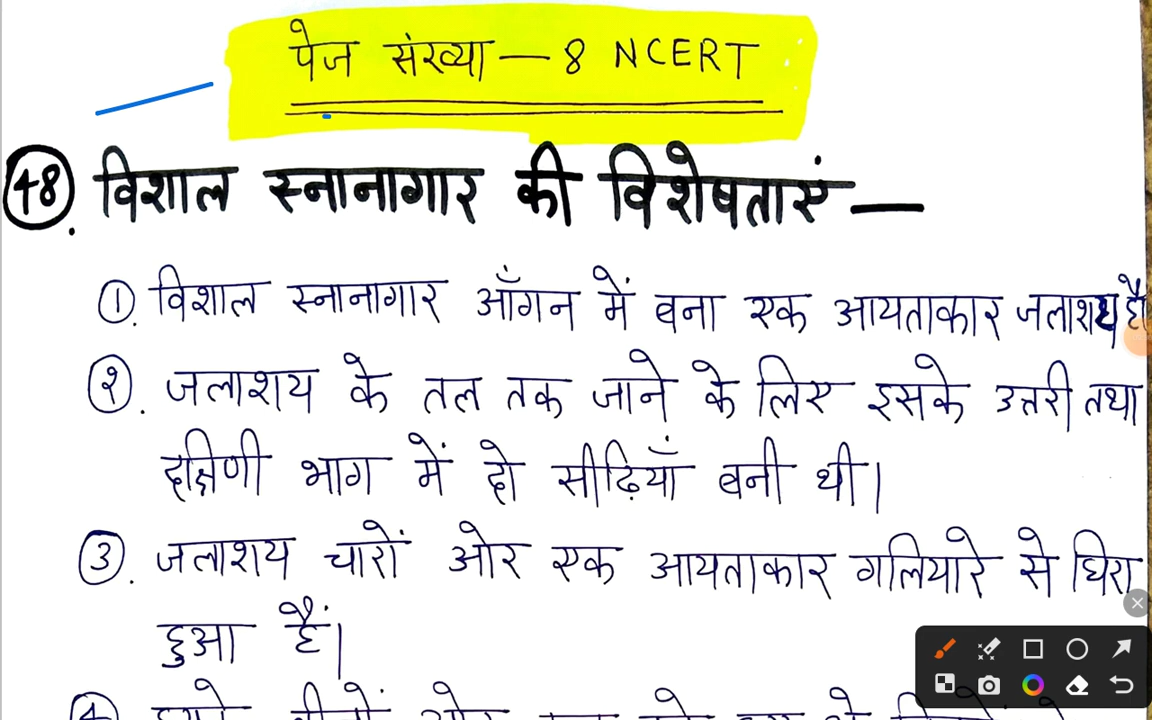 पेज संख्या — 8 NCERT
48. विशाल स्नानागार की विशेषताएं —
①. विशाल स्नानागार आँगन में बना एक आयताकार जलाशय है
②. जलाशय के तल तक जाने के लिए इसके उत्तरी तथा
दक्षिणी भाग में दो सीढ़ियाँ बनी थी।
③. जलाशय चारों ओर एक आयताकार गलियारे से घिरा
हुआ हैं।